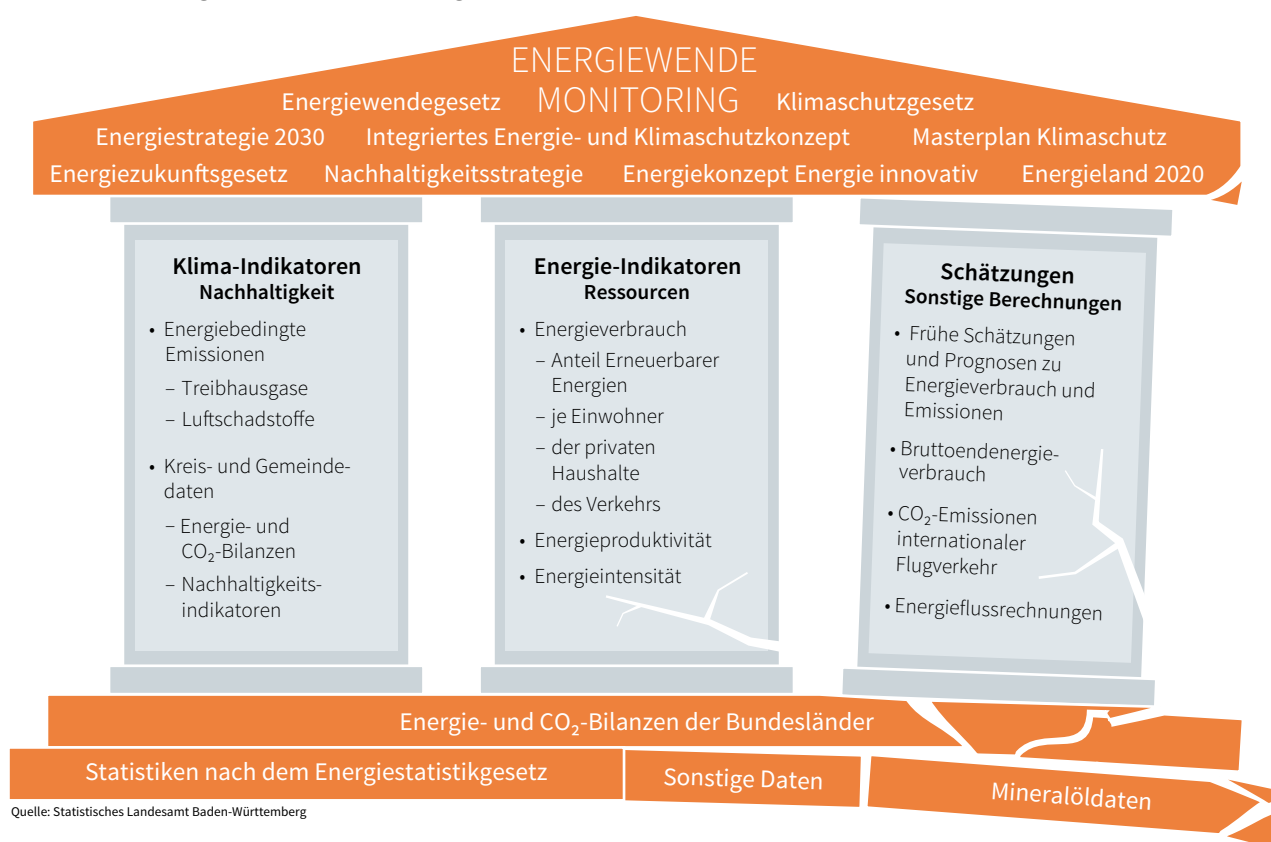 ENERGIEWENDE
MONITORING
Energiewendegesetz
Klimaschutzgesetz
Energiestrategie 2030
Integriertes Energie- und Klimaschutzkonzept
Masterplan Klimaschutz
Energiezukunftsgesetz
Nachhaltigkeitsstrategie
Energiekonzept Energie innovativ
Energieland 2020
Klima-Indikatoren
Nachhaltigkeit
• Energiebedingte
Emissionen
– Treibhausgase
– Luftschadstoffe
• Kreis- und Gemeinde-
daten
– Energie- und
CO₂-Bilanzen
– Nachhaltigkeits-
indikatoren
Energie-Indikatoren
Ressourcen
• Energieverbrauch
– Anteil Erneuerbarer
Energien
– je Einwohner
– der privaten
Haushalte
– des Verkehrs
• Energieproduktivität
• Energieintensität
Schätzungen
Sonstige Berechnungen
• Frühe Schätzungen
und Prognosen zu
Energieverbrauch und
Emissionen
• Bruttoendenergie-
verbrauch
• CO₂-Emissionen
internationaler
Flugverkehr
• Energieflussrechnungen
Energie- und CO₂-Bilanzen der Bundesländer
Statistiken nach dem Energiestatistikgesetz
Sonstige Daten
Mineralöldaten
Quelle: Statistisches Landesamt Baden-Württemberg